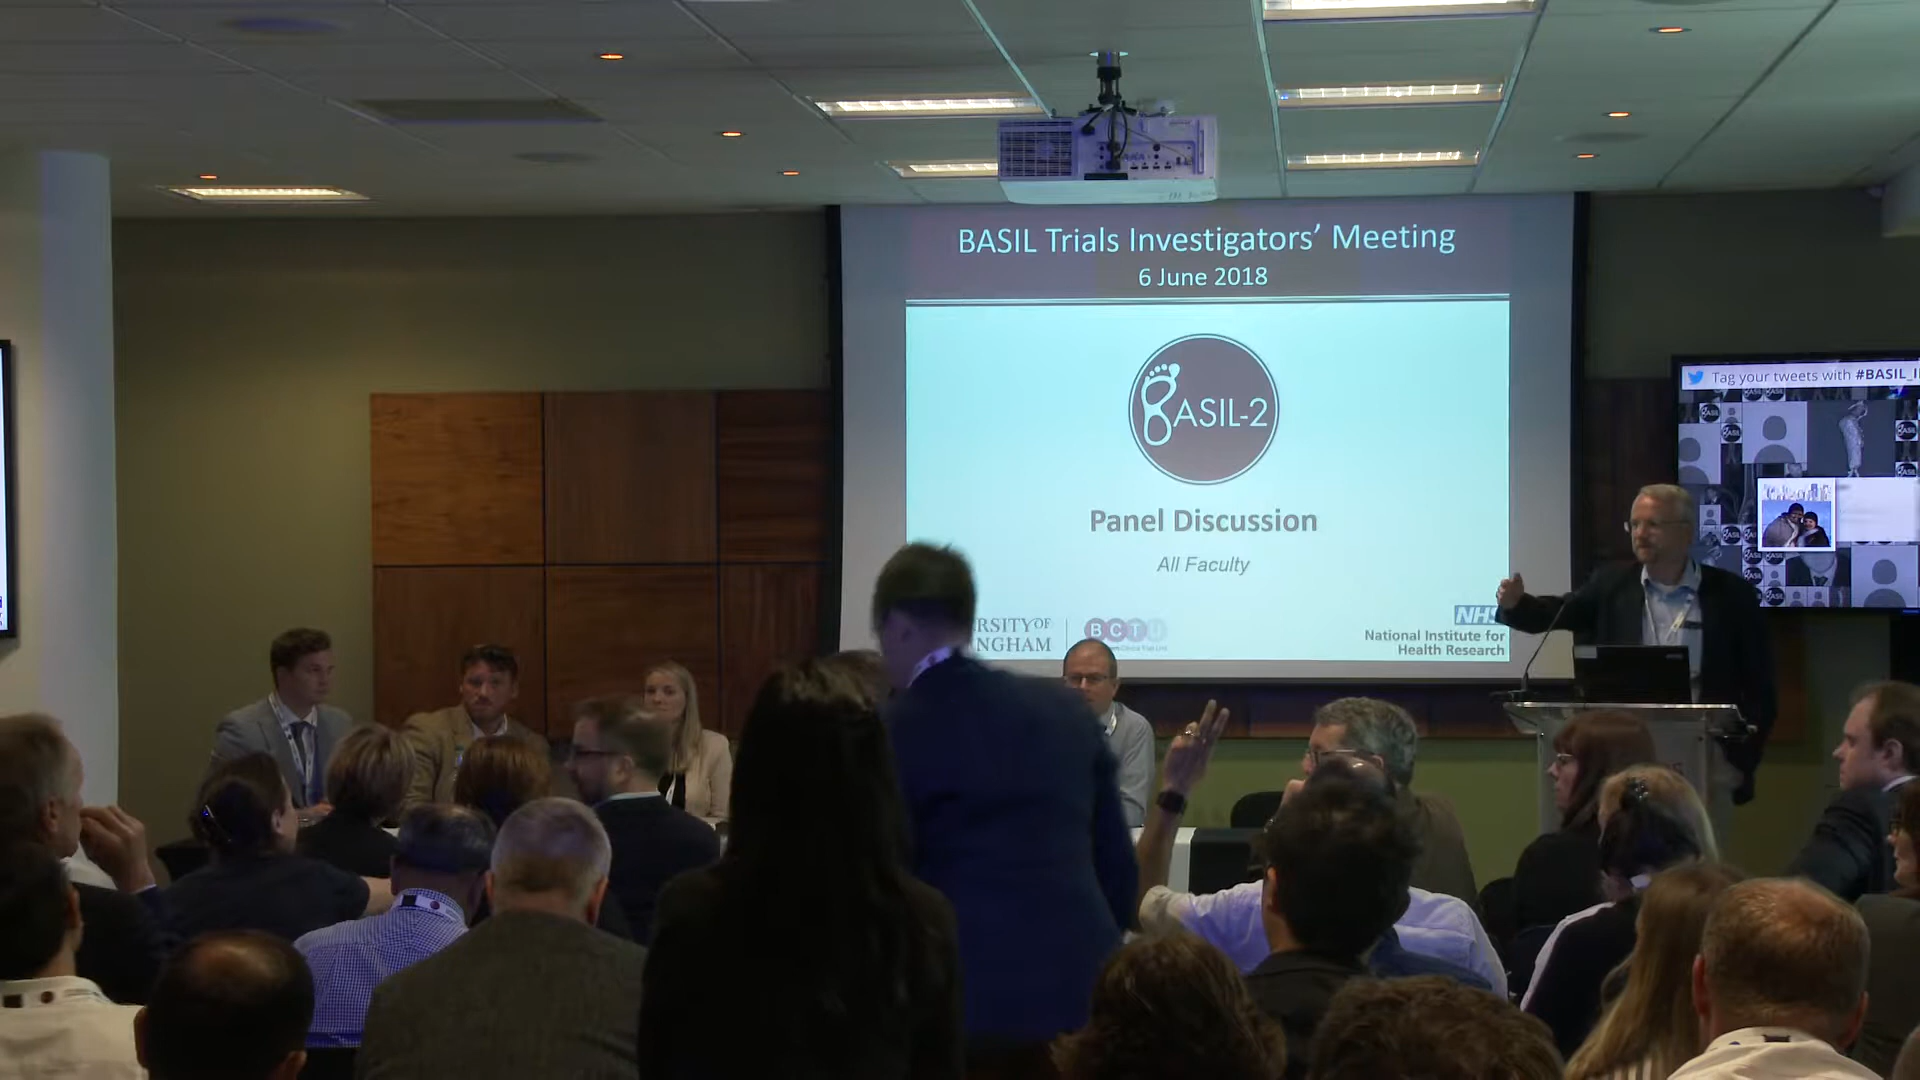 BASIL Trials Investigators' Meeting
6 June 2018
BASIL-2
Panel Discussion
All Faculty
RSITY OF
NGHAM
BCT
NHS
National Institute for
Health Research
Tag your tweets with #BASIL_I